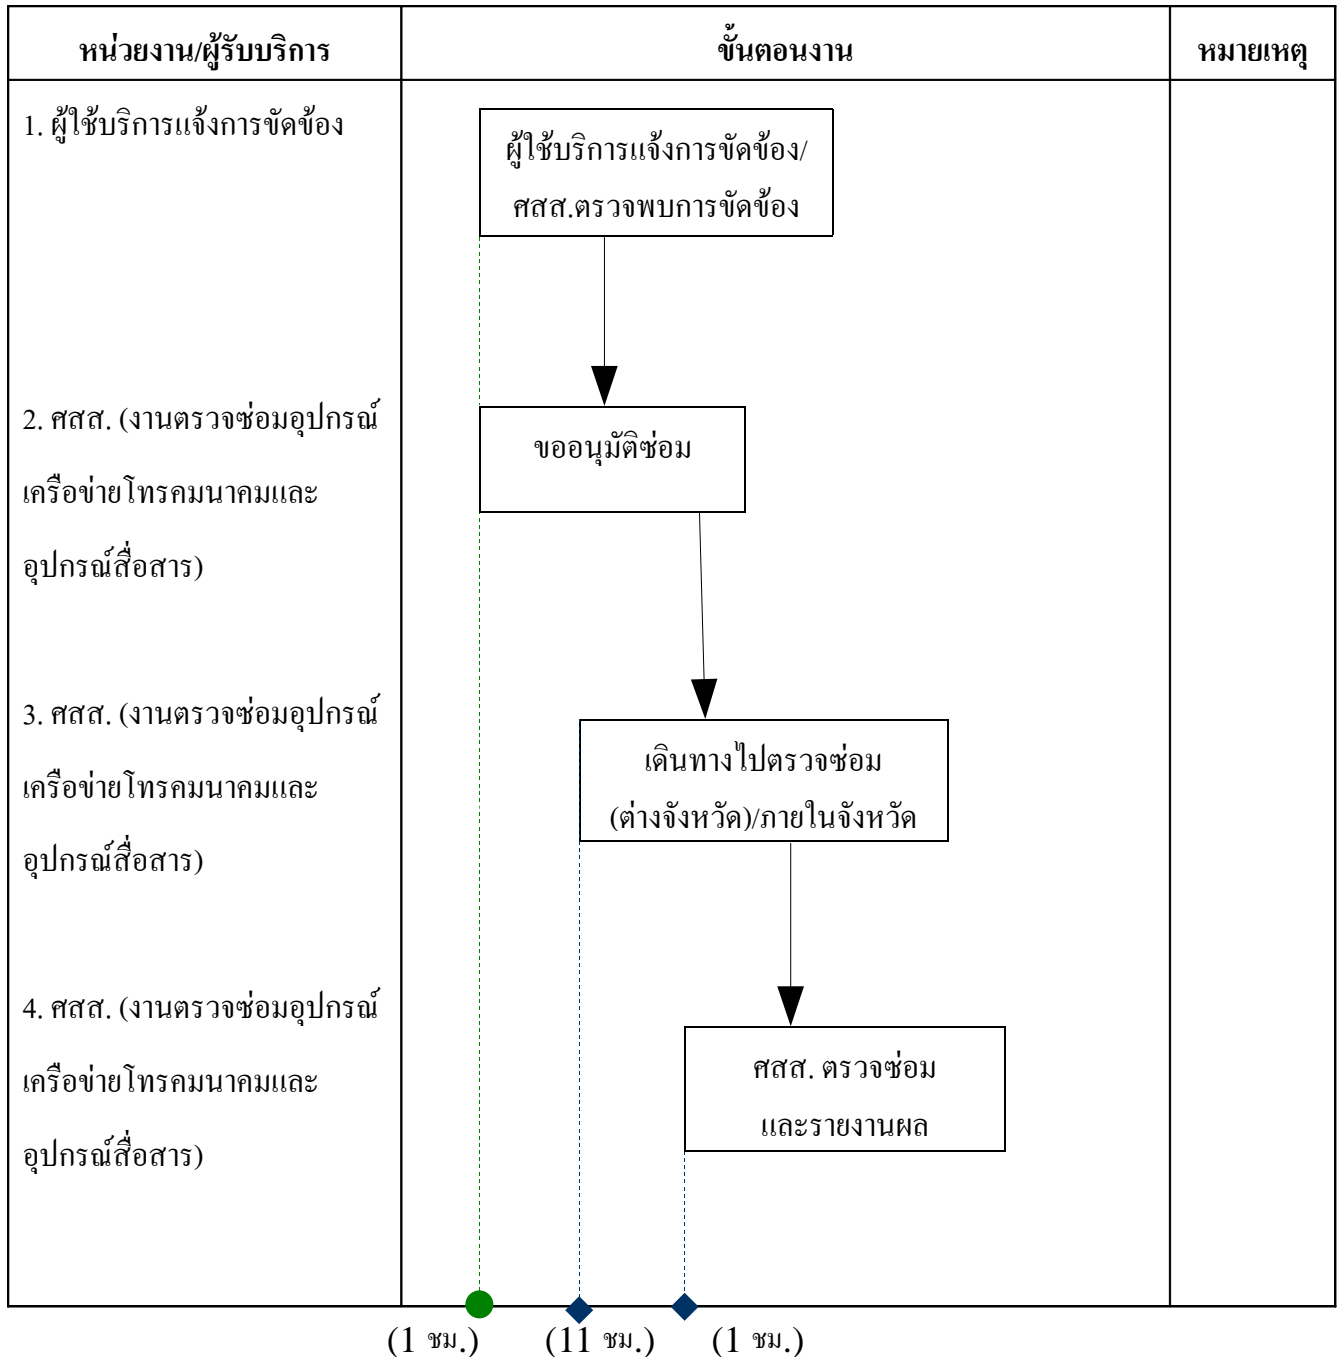 หน่วยงาน/ผู้รับบริการ
ขั้นตอนงาน
หมายเหตุ
1. ผู้ใช้บริการแจ้งการขัดข้อง
ผู้ใช้บริการแจ้งการขัดข้อง/
ศสส.ตรวจพบการขัดข้อง
2. ศสส. (งานตรวจซ่อมอุปกรณ์
เครือข่ายโทรคมนาคมและ
อุปกรณ์สื่อสาร)
ขออนุมัติซ่อม
3. ศสส. (งานตรวจซ่อมอุปกรณ์
เครือข่ายโทรคมนาคมและ
อุปกรณ์สื่อสาร)
เดินทางไปตรวจซ่อม
(ต่างจังหวัด)/ภายในจังหวัด
4. ศสส. (งานตรวจซ่อมอุปกรณ์
เครือข่ายโทรคมนาคมและ
อุปกรณ์สื่อสาร)
ศสส. ตรวจซ่อม
และรายงานผล
(1 ชม.)
(11 ชม.)
(1 ชม.)